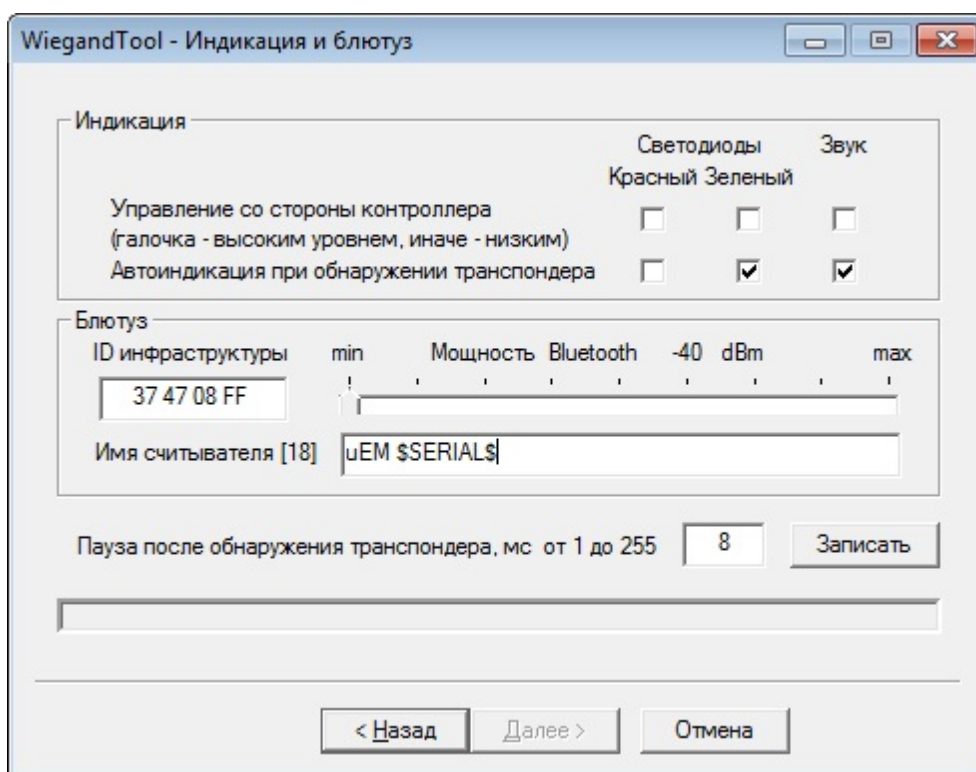 WiegandTool - Индикация и блютуз
Индикация
Светодиоды Звук
Красный Зеленый
Управление со стороны контроллера
(галочка - высоким уровнем, иначе - низким)
Автоиндикация при обнаружении транспондера
Блютуз
ID инфраструктуры min Мощность Bluetooth -40 dBm max
37 47 08 FF
Имя считывателя [18] uEM $SERIAL$
Пауза после обнаружения транспондера, мс от 1 до 255 8 Записать
< Назад Далее > Отмена